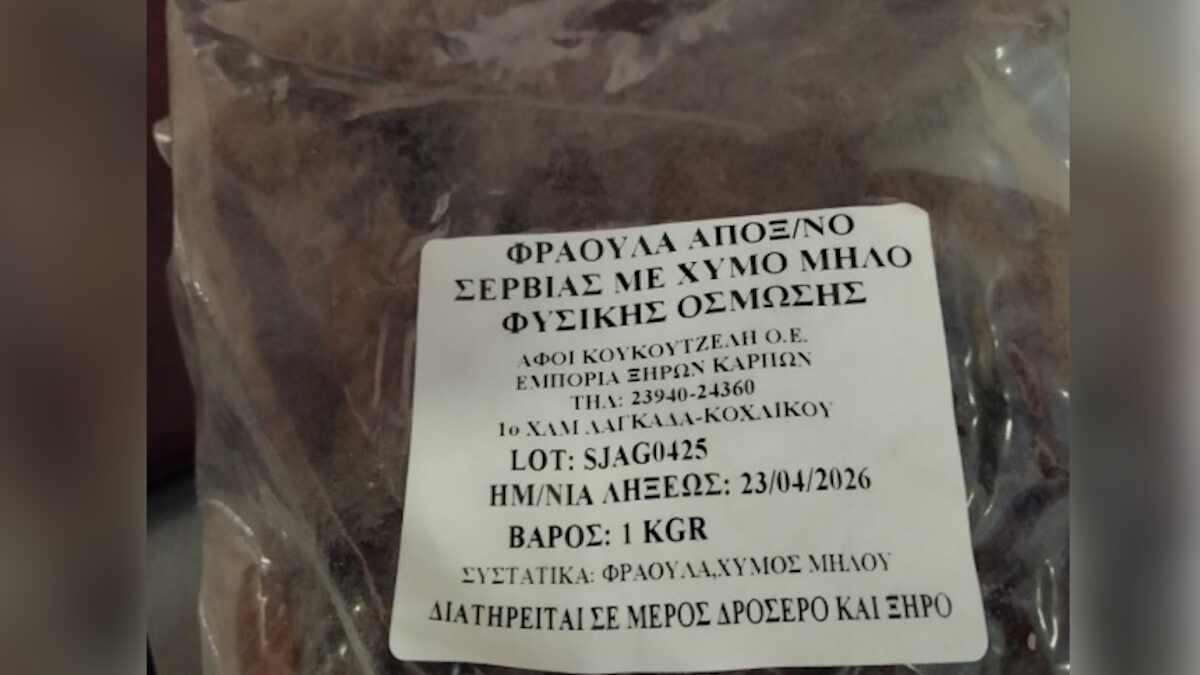 ΦΡΑΟΥΛΑ ΑΠΟΞ/ΝΟ
ΣΕΡΒΙΑΣ ΜΕ ΧΥΜΟ ΜΗΛΟ
ΦΥΣΙΚΗΣ ΟΣΜΩΣΗΣ
ΑΦΟΙ ΚΟΥΚΟΥΤΖΕΛΗ Ο.Ε.
ΕΜΠΟΡΙΑ ΞΗΡΩΝ ΚΑΡΠΩΝ
ΤΗΛ: 23940-24360
1ο ΧΛΜ ΛΑΓΚΑΔΑ-ΚΟΧΛΙΚΟΥ
LOT: SJAG0425
ΗΜ/ΝΙΑ ΛΗΞΕΩΣ: 23/04/2026
ΒΑΡΟΣ: 1 KGR
ΣΥΣΤΑΤΙΚΑ: ΦΡΑΟΥΛΑ,ΧΥΜΟΣ ΜΗΛΟΥ
ΔΙΑΤΗΡΕΙΤΑΙ ΣΕ ΜΕΡΟΣ ΔΡΟΣΕΡΟ ΚΑΙ ΞΗΡΟ